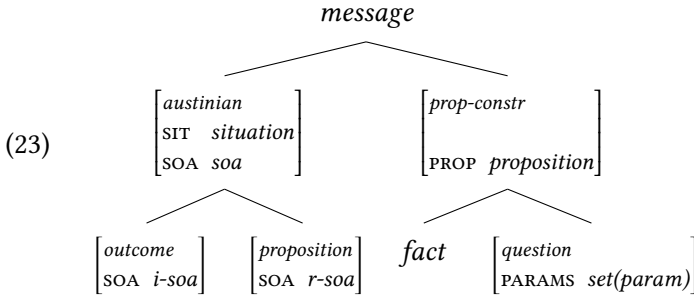 message
austinian
SIT situation
SOA soa
prop-constr
PROP proposition
(23)
outcome
SOA i-soa
proposition
SOA r-soa
fact
question
PARAMS set(param)